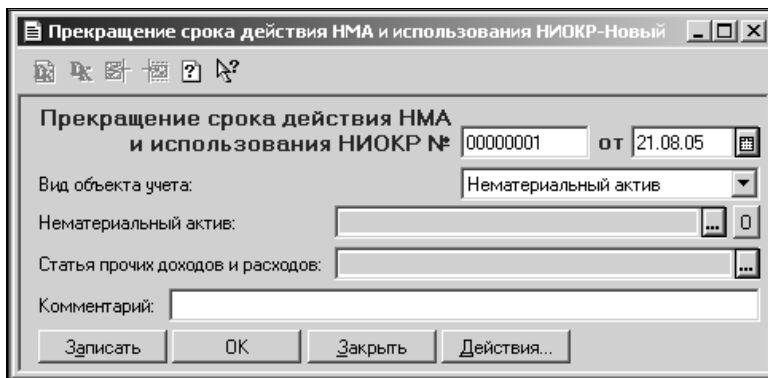 Прекращение срока действия НМА и использования НИОКР-Новый
Прекращение срока действия НМА
и использования НИОКР № 00000001 от 21.08.05
Вид объекта учета: Нематериальный актив
Нематериальный актив: ... 0
Статья прочих доходов и расходов: ...
Комментарий:
Записать OK Закрыть Действия...